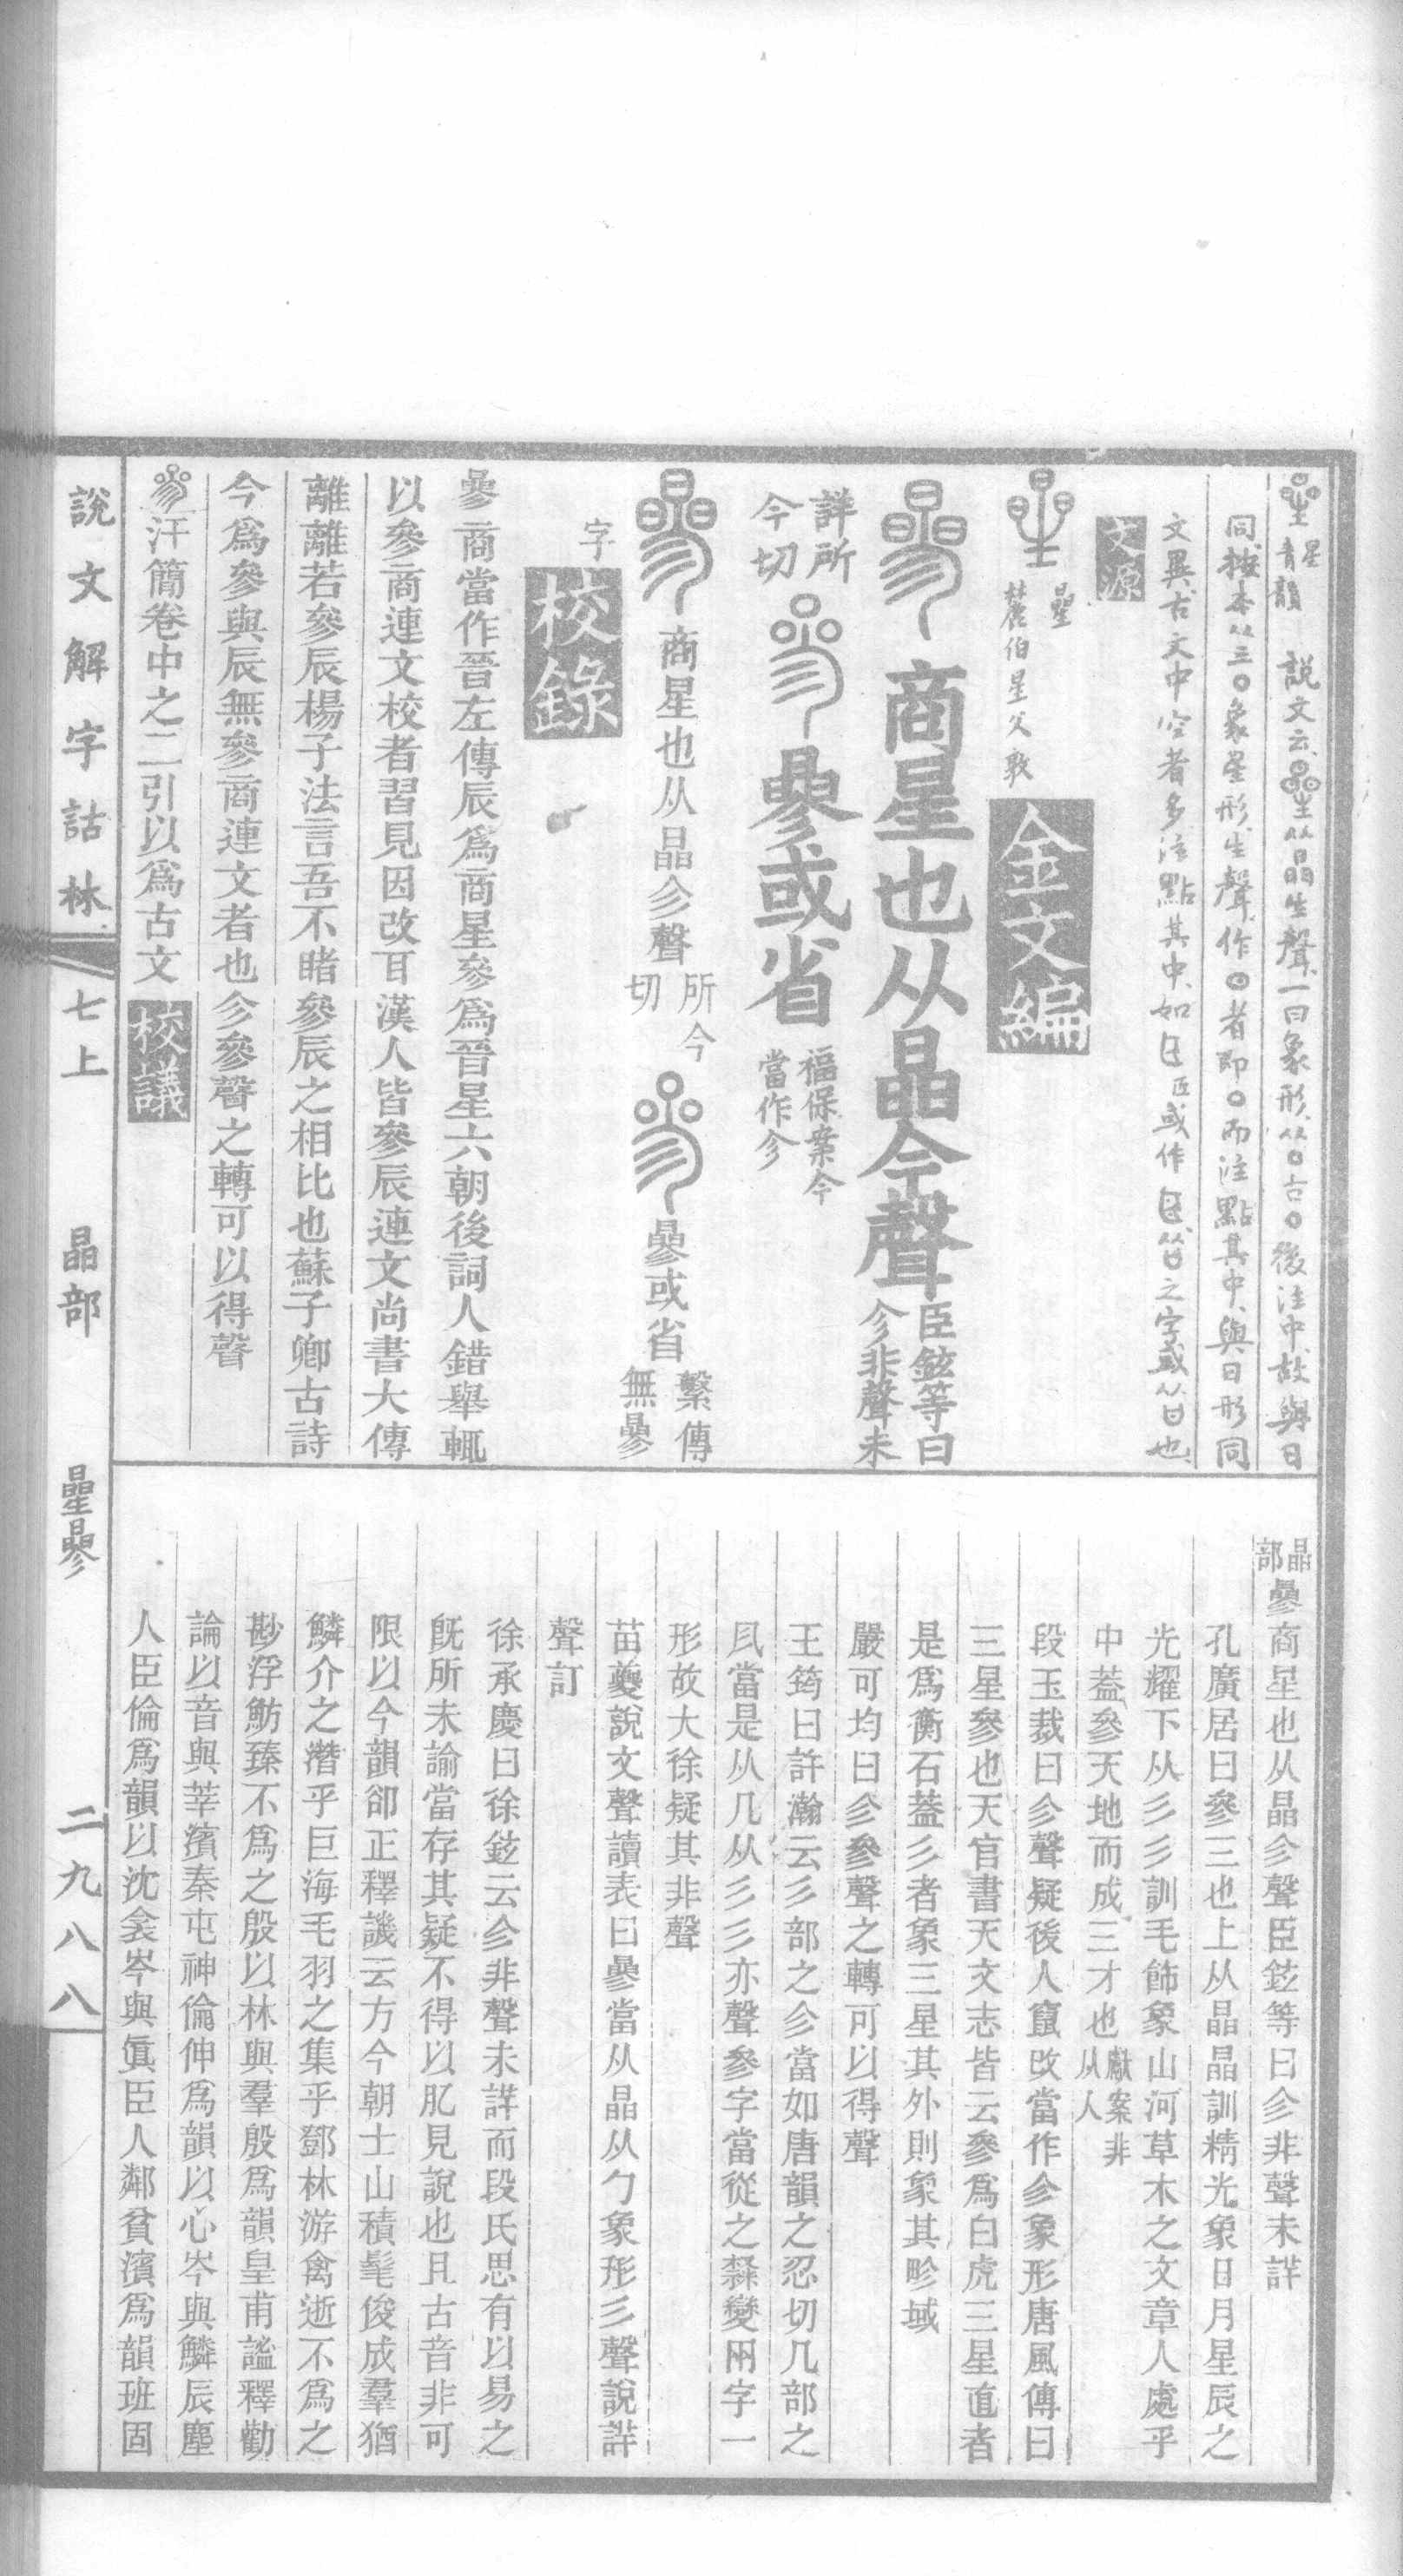 星青韻 說文云 从晶生聲一曰象形从口古〇後注中故與日
同按本从三〇象星形生聲作⊙者即〇而注點其中與日形同
文異古文中空者多注點其中如
或作
之字或从甘也
文源
曐
麓伯星父敦
金文編
商星也从晶今聲
臣鉉等曰
㐱非聲未
詳所
今切
曑或省
福保案今
當作㐱
商星也从晶㐱聲
所今
切
曑或省
繫傳
無曑
字
校錄
曑商當作晉左傳辰爲商星參爲晉星六朝後詞人錯舉輒
以參商連文校者習見因改耳漢人皆參辰連文尚書大傳
離離若參辰楊子法言吾不睹參辰之相比也蘇子卿古詩
今爲參與辰無參商連文者也㐱參聲之轉可以得聲
汗簡卷中之二引以爲古文
校議
晶部
曑商星也从晶㐱聲臣鉉等曰㐱非聲未詳
孔廣居曰參三也上从晶晶訓精光象日月星辰之
光燿下从彡彡訓毛飾象山河草木之文章人處乎
中蓋參天地而成三才也
獻案非
从人
段玉裁曰㐱聲疑後人竄改當作㐱象形唐風傳曰
三星參也天官書天文志皆云參爲白虎三星直者
是爲衡石蓋彡者象三星其外則象其畛域
嚴可均曰㐱參聲之轉可以得聲
王筠曰許瀚云彡部之㐱當如唐韻之忍切几部之
㐱當是从几从彡彡亦聲參字當從之隸變兩字一
形故大徐疑其非聲
苗夔說文聲讀表曰曑當从晶从勹象形彡聲說詳
聲訂
徐承慶曰徐鉉云㐱非聲未詳而段氏思有以易之
旣所未諭當存其疑不得以肊見說也且古音非可
限以今韻卻正釋譏云方今朝士山積髦俊成羣猶
鱗介之潛乎巨海毛羽之集乎鄧林游禽逝不爲之
尠浮魴臻不爲之殷以林與羣殷爲韻皇甫謐釋勸
論以音與莘濱秦屯神倫伸爲韻以心岑與鱗辰塵
人臣倫爲韻以沈衾岑與眞臣人鄰貧濱爲韻班固
說文解字詁林
七上
晶部
曐曑
二九八八